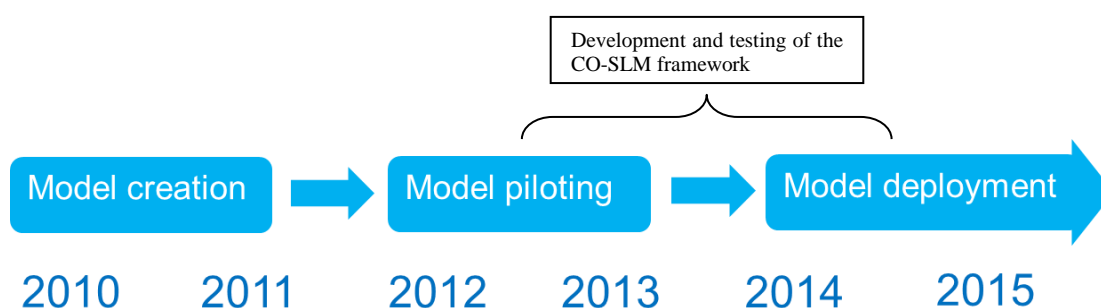 Development and testing of the
CO-SLM framework
Model creation
Model piloting
Model deployment
2010 2011 2012 2013 2014 2015